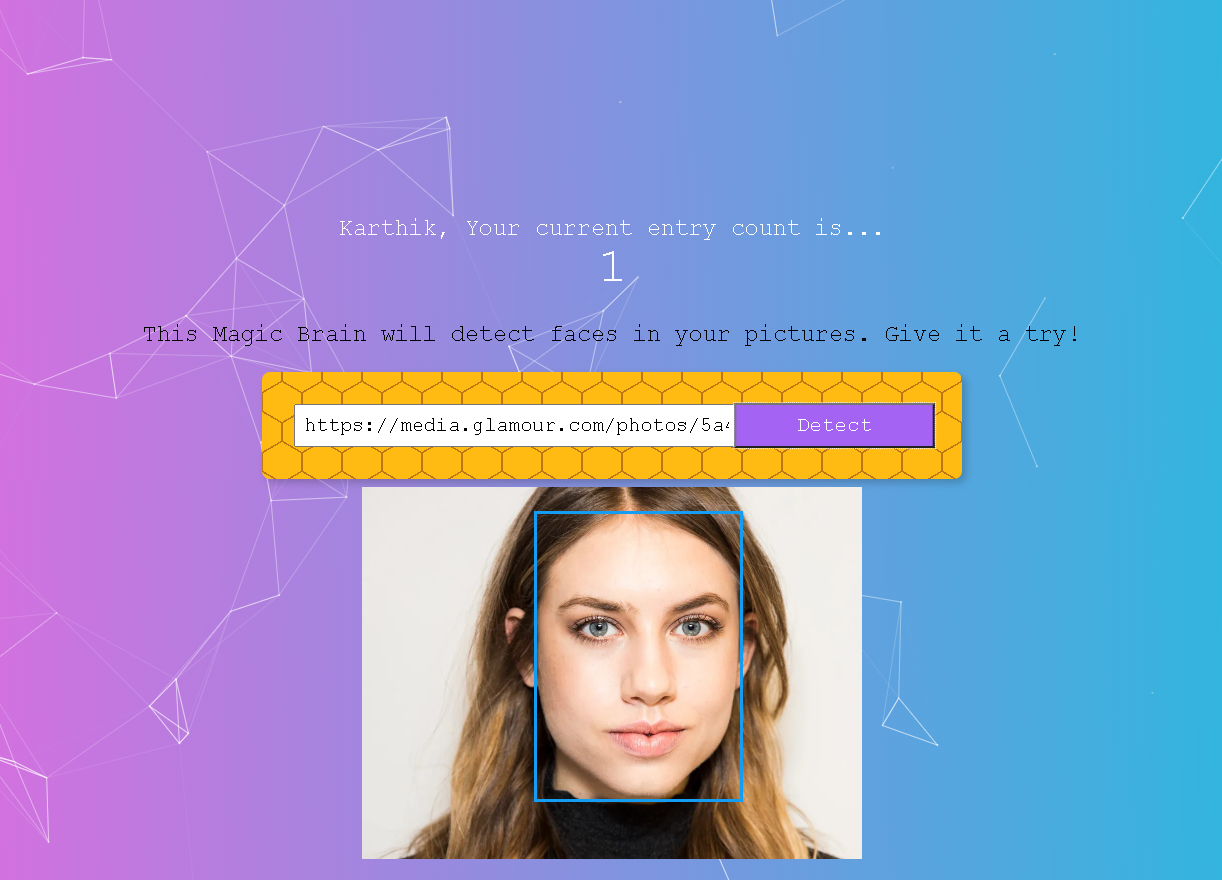 Karthik, Your current entry count is...
1
This Magic Brain will detect faces in your pictures. Give it a try!
https://media.glamour.com/photos/5a
Detect